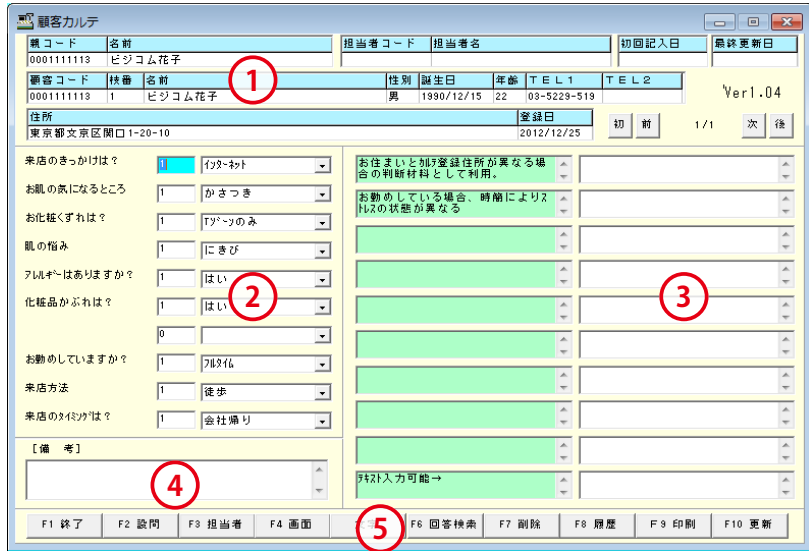 顧客カルテ
親コード 名前 担当者コード 担当者名 初回記入日 最終更新日
0001111113 ビジコム花子
顧客コード 枝番 名前 性別 誕生日 年齢 TEL1 TEL2
0001111113 1 ビジコム花子 男 1990/12/15 22 03-5229-519
Ver1.04
①
住所 登録日
東京都文京区関口1-20-10 2012/12/25
初 前 1/1 次 後
来店のきっかけは? 1 インターネット
お肌の気になるところ 1 かさつき
お化粧くずれは? 1 Tゾーンのみ
肌の悩み 1 にきび
アレルギーはありますか? 1 はい
化粧品かぶれは? 1 はい
0
お勤めしていますか? 1 フルタイム
来店方法 1 徒歩
来店のタイミングは? 1 会社帰り
②
お住まいとカルテ登録住所が異なる場
合の判断材料として利用。
お勤めしている場合、時間によりス
トレスの状態が異なる
③
テキスト入力可能→
[備 考]
④
F1 終了 F2 設問 F3 担当者 F4 画面 F6 回答検索 F7 削除 F8 履歴 F9 印刷 F10 更新
⑤